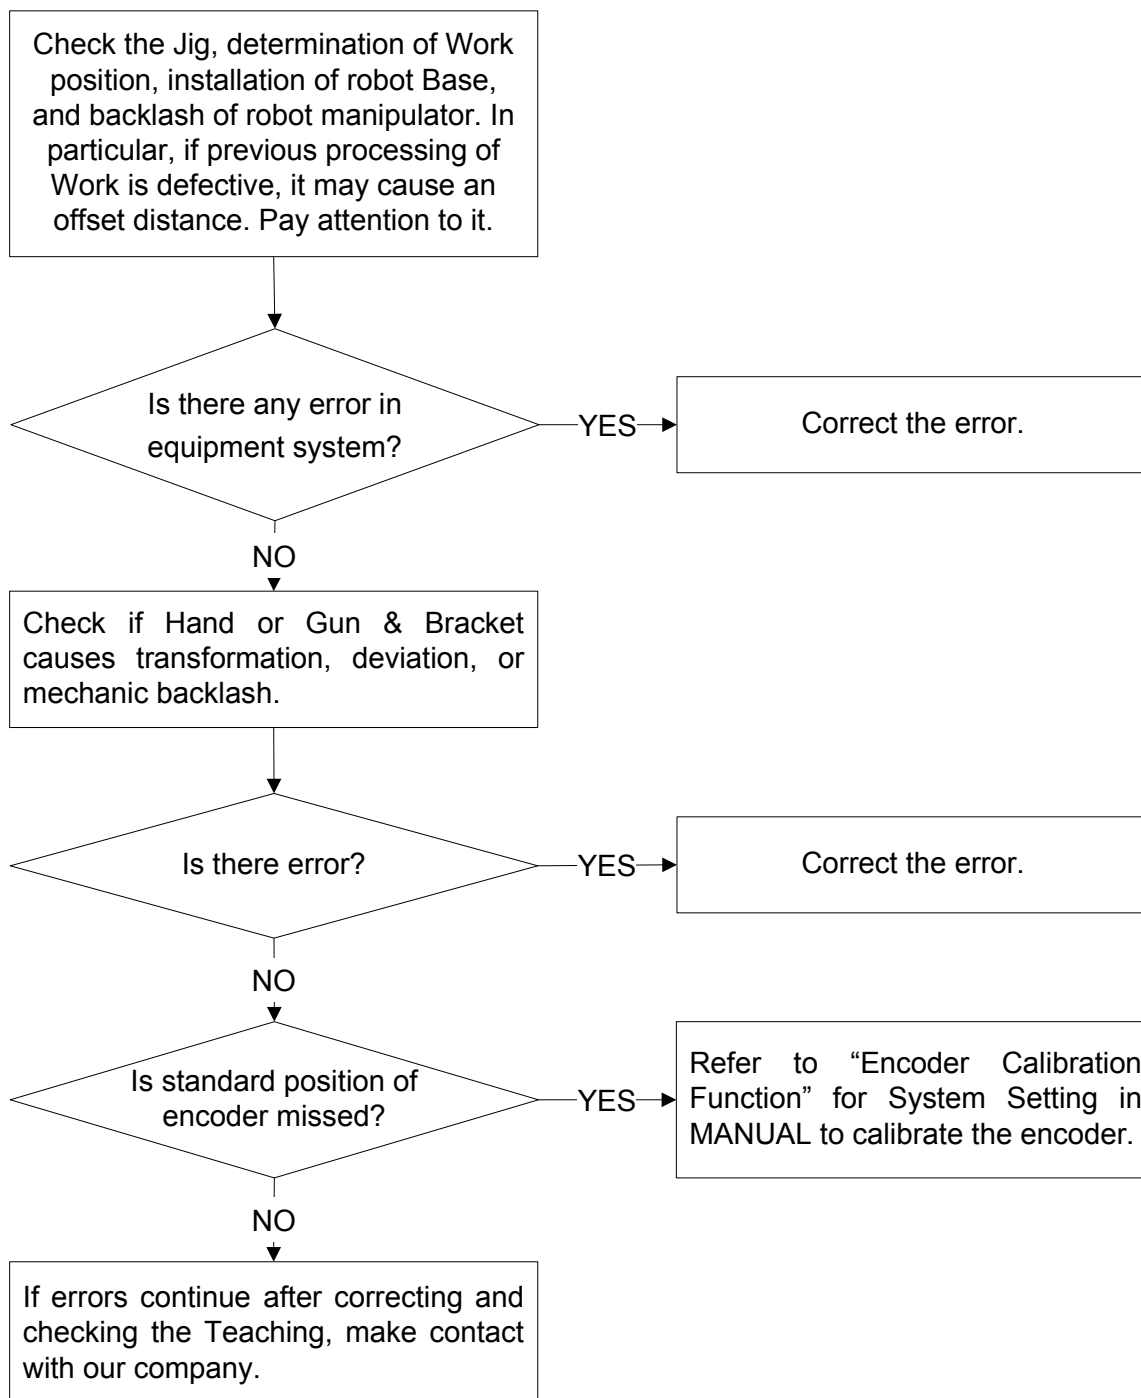 Check the Jig, determination of Work
position, installation of robot Base,
and backlash of robot manipulator. In
particular, if previous processing of
Work is defective, it may cause an
offset distance. Pay attention to it.
Is there any error in
equipment system?
YES
Correct the error.
NO
Check if Hand or Gun & Bracket
causes transformation, deviation, or
mechanic backlash.
Is there error?
YES
Correct the error.
NO
Is standard position of
encoder missed?
YES
Refer to “Encoder Calibration
Function” for System Setting in
MANUAL to calibrate the encoder.
NO
If errors continue after correcting and
checking the Teaching, make contact
with our company.